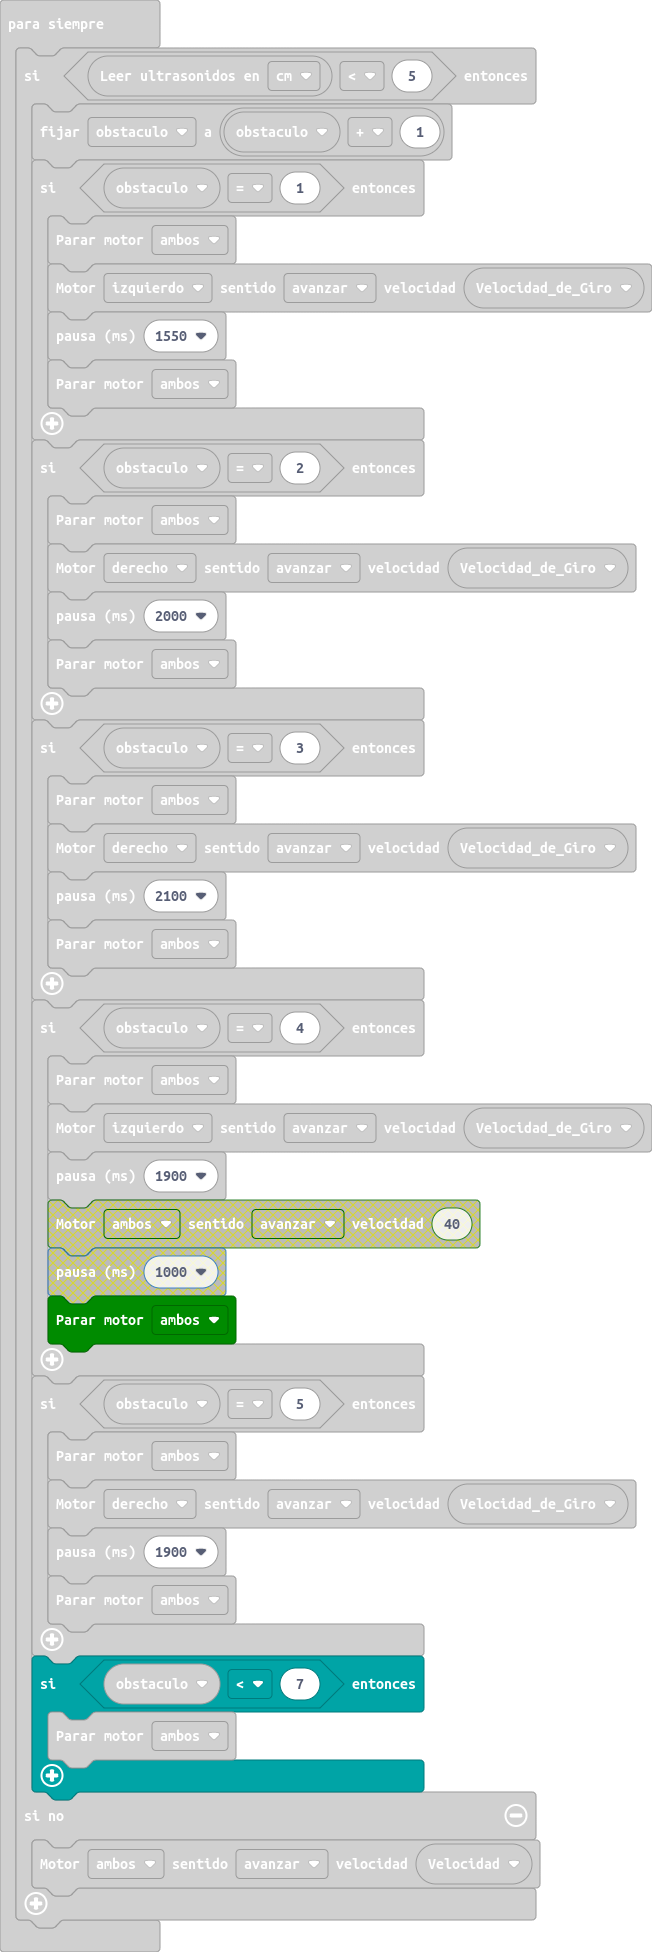 para siempre
si Leer ultrasonidos en cm < 5 entonces
fijar obstaculo a obstaculo + 1
si obstaculo = 1 entonces
Parar motor ambos
Motor izquierdo sentido avanzar velocidad Velocidad_de_Giro
pausa (ms) 1550
Parar motor ambos
si obstaculo = 2 entonces
Parar motor ambos
Motor derecho sentido avanzar velocidad Velocidad_de_Giro
pausa (ms) 2000
Parar motor ambos
si obstaculo = 3 entonces
Parar motor ambos
Motor derecho sentido avanzar velocidad Velocidad_de_Giro
pausa (ms) 2100
Parar motor ambos
si obstaculo = 4 entonces
Parar motor ambos
Motor izquierdo sentido avanzar velocidad Velocidad_de_Giro
pausa (ms) 1900
Motor ambos sentido avanzar velocidad 40
pausa (ms) 1000
Parar motor ambos
si obstaculo = 5 entonces
Parar motor ambos
Motor derecho sentido avanzar velocidad Velocidad_de_Giro
pausa (ms) 1900
Parar motor ambos
si obstaculo < 7 entonces
Parar motor ambos
si no
Motor ambos sentido avanzar velocidad Velocidad